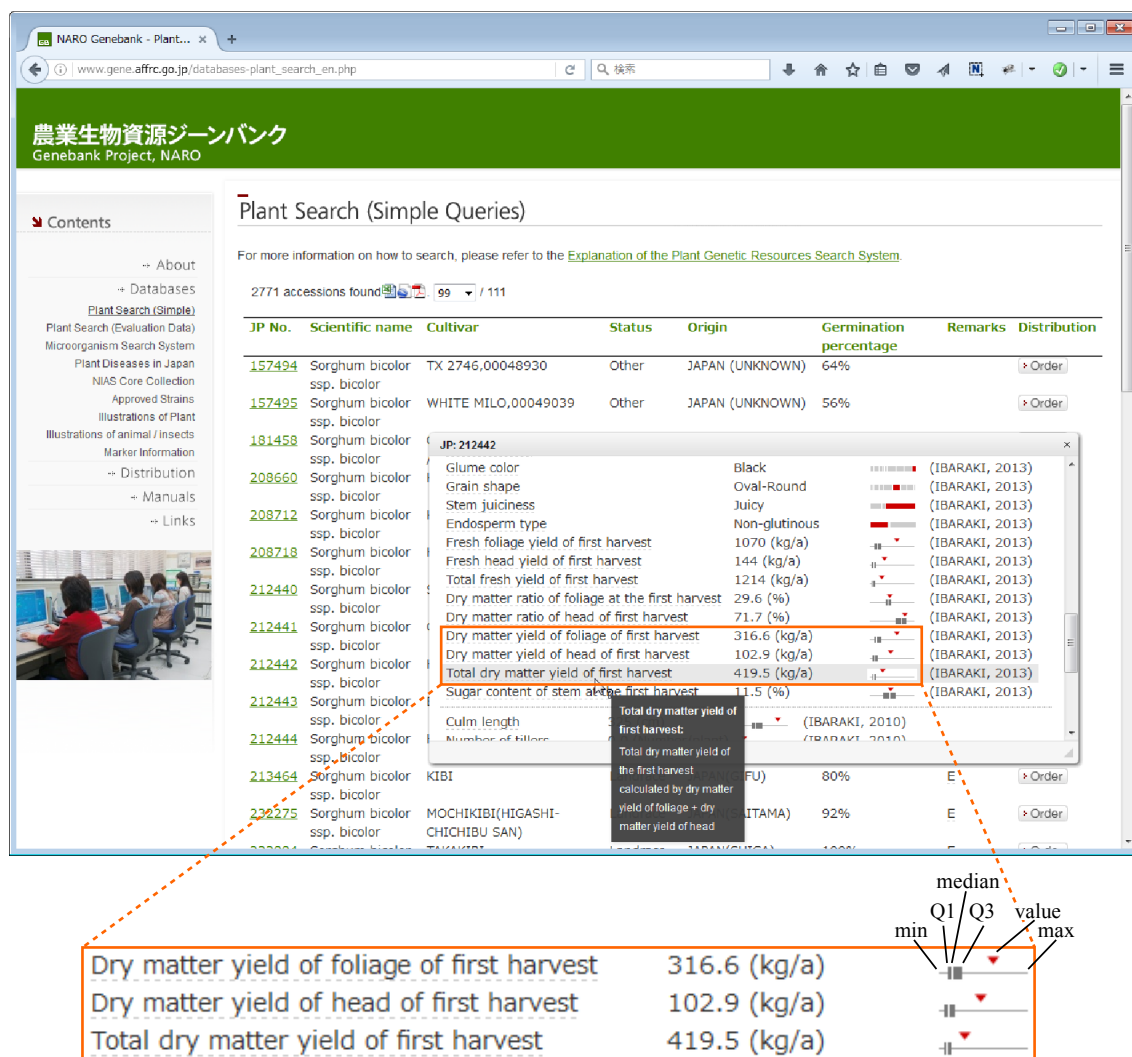 NARO Genebank - Plant...
www.gene.affrc.go.jp/databases-plant_search_en.php
検索
農業生物資源ジーンバンク
Genebank Project, NARO
Contents
About
Databases
Plant Search (Simple)
Plant Search (Evaluation Data)
Microorganism Search System
Plant Diseases in Japan
NIAS Core Collection
Approved Strains
Illustrations of Plant
Illustrations of animal / insects
Marker Information
Distribution
Manuals
Links
Plant Search (Simple Queries)
For more information on how to search, please refer to the Explanation of the Plant Genetic Resources Search System.
2771 accessions found . 99 / 111
JP No. Scientific name Cultivar Status Origin Germination percentage Remarks Distribution
157494 Sorghum bicolor TX 2746,00048930 Other JAPAN (UNKNOWN) 64% Order
ssp. bicolor
157495 Sorghum bicolor WHITE MILO,00049039 Other JAPAN (UNKNOWN) 56% Order
ssp. bicolor
181458 Sorghum bicolor
ssp. bicolor
208660 Sorghum bicolor
ssp. bicolor
208712 Sorghum bicolor
ssp. bicolor
208718 Sorghum bicolor
ssp. bicolor
212440 Sorghum bicolor
ssp. bicolor
212441 Sorghum bicolor
ssp. bicolor
212442 Sorghum bicolor
ssp. bicolor
212443 Sorghum bicolor
ssp. bicolor
212444 Sorghum bicolor
ssp. bicolor
213464 Sorghum bicolor KIBI 80% E Order
ssp. bicolor
232275 Sorghum bicolor MOCHIKIBI(HIGASHI- 92% E Order
ssp. bicolor CHICHIBU SAN)
JP: 212442
Glume color Black (IBARAKI, 2013)
Grain shape Oval-Round (IBARAKI, 2013)
Stem juiciness Juicy (IBARAKI, 2013)
Endosperm type Non-glutinous (IBARAKI, 2013)
Fresh foliage yield of first harvest 1070 (kg/a) (IBARAKI, 2013)
Fresh head yield of first harvest 144 (kg/a) (IBARAKI, 2013)
Total fresh yield of first harvest 1214 (kg/a) (IBARAKI, 2013)
Dry matter ratio of foliage at the first harvest 29.6 (%) (IBARAKI, 2013)
Dry matter ratio of head of first harvest 71.7 (%) (IBARAKI, 2013)
Dry matter yield of foliage of first harvest 316.6 (kg/a) (IBARAKI, 2013)
Dry matter yield of head of first harvest 102.9 (kg/a) (IBARAKI, 2013)
Total dry matter yield of first harvest 419.5 (kg/a) (IBARAKI, 2013)
Sugar content of stem at the first harvest 11.5 (%) (IBARAKI, 2013)
Culm length (IBARAKI, 2010)
Number of tillers (IBARAKI, 2010)
Total dry matter yield of
first harvest:
Total dry matter yield of
the first harvest
calculated by dry matter
yield of foliage + dry
matter yield of head
median
Q1 Q3 value
min max
Dry matter yield of foliage of first harvest 316.6 (kg/a)
Dry matter yield of head of first harvest 102.9 (kg/a)
Total dry matter yield of first harvest 419.5 (kg/a)